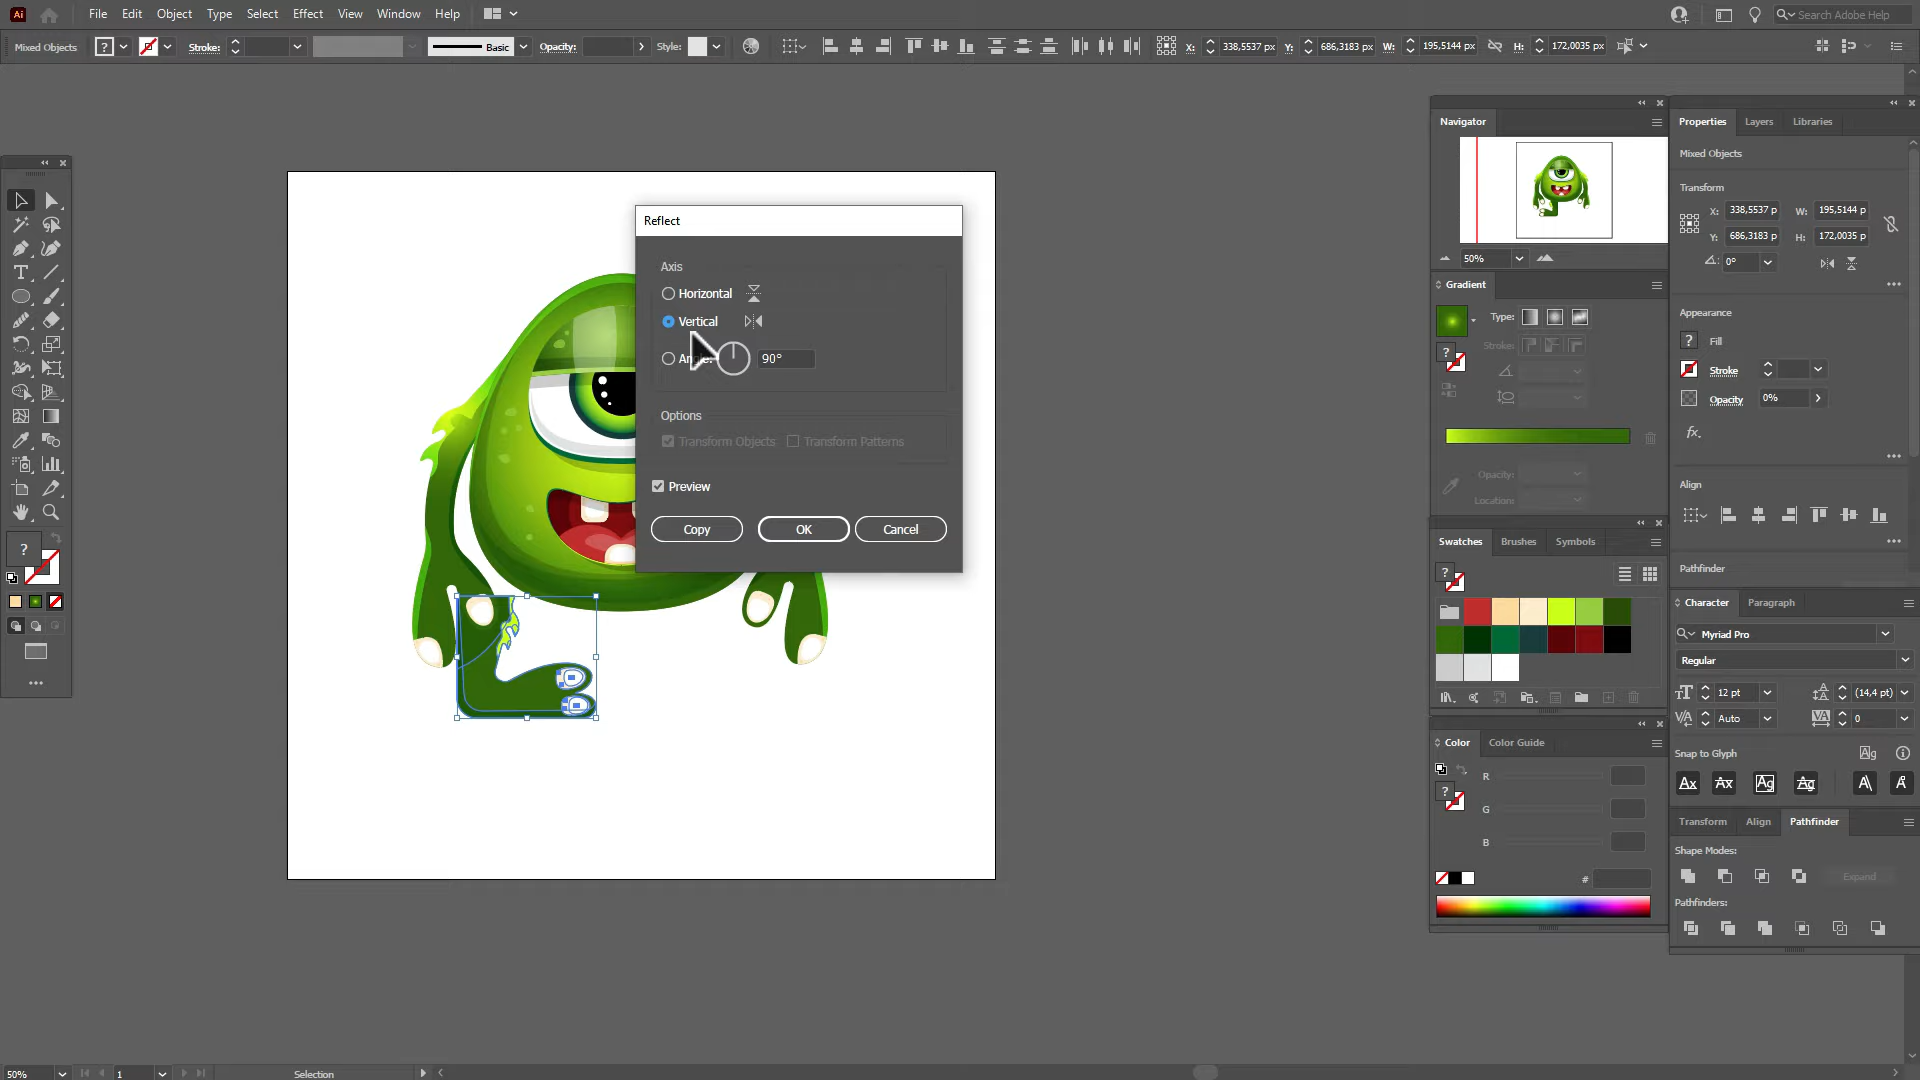 Ai File Edit Object Type Select Effect View Window Help Search Adobe Help
Mixed Objects ? Stroke: Basic Opacity: Style: X: 338,5537 px Y: 686,3183 px W: 195,5144 px H: 172,0035 px
Reflect
Axis
Horizontal
Vertical
Angle: 90°
Options
Transform Objects Transform Patterns
Preview
Copy OK Cancel
?
50% 1 Selection
Navigator
50%
Gradient
Type:
Stroke:
?
Opacity:
Location:
Swatches Brushes Symbols
?
Color Color Guide
?
R
G
B
#
Properties Layers Libraries
Mixed Objects
Transform
X: 338,5537 p W: 195,5144 p
Y: 686,3183 p H: 172,0035 p
0°
Appearance
? Fill
Stroke
Opacity 0%
fx.
Align
Pathfinder
Character Paragraph
Myriad Pro
Regular
12 pt (14,4 pt)
Auto 0
Snap to Glyph Ag
Ax Ax Ag Ag A A
Transform Align Pathfinder
Shape Modes:
Expand
Pathfinders: